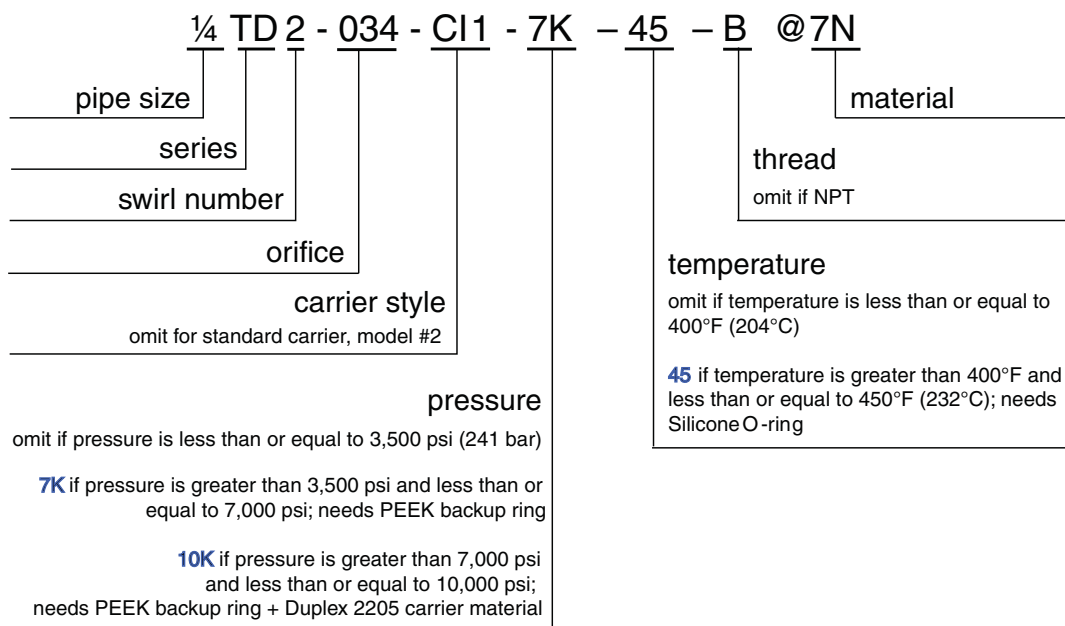 ¼ TD 2 - 034 - CI1 - 7K – 45 – B @ 7N
pipe size
series
swirl number
orifice
carrier style
omit for standard carrier, model #2
pressure
omit if pressure is less than or equal to 3,500 psi (241 bar)
7K if pressure is greater than 3,500 psi and less than or
equal to 7,000 psi; needs PEEK backup ring
10K if pressure is greater than 7,000 psi
and less than or equal to 10,000 psi;
needs PEEK backup ring + Duplex 2205 carrier material
material
thread
omit if NPT
temperature
omit if temperature is less than or equal to
400°F (204°C)
45 if temperature is greater than 400°F and
less than or equal to 450°F (232°C); needs
Silicone O-ring